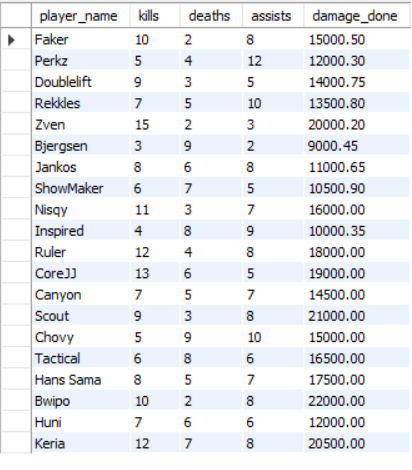 player_name kills deaths assists damage_done
Faker 10 2 8 15000.50
Perkz 5 4 12 12000.30
Doublelift 9 3 5 14000.75
Rekkles 7 5 10 13500.80
Zven 15 2 3 20000.20
Bjergsen 3 9 2 9000.45
Jankos 8 6 8 11000.65
ShowMaker 6 7 5 10500.90
Nisqy 11 3 7 16000.00
Inspired 4 8 9 10000.35
Ruler 12 4 8 18000.00
CoreJJ 13 6 5 19000.00
Canyon 7 5 7 14500.00
Scout 9 3 8 21000.00
Chovy 5 9 10 15000.00
Tactical 6 8 6 16500.00
Hans Sama 8 5 7 17500.00
Bwipo 10 2 8 22000.00
Huni 7 6 6 12000.00
Keria 12 7 8 20500.00